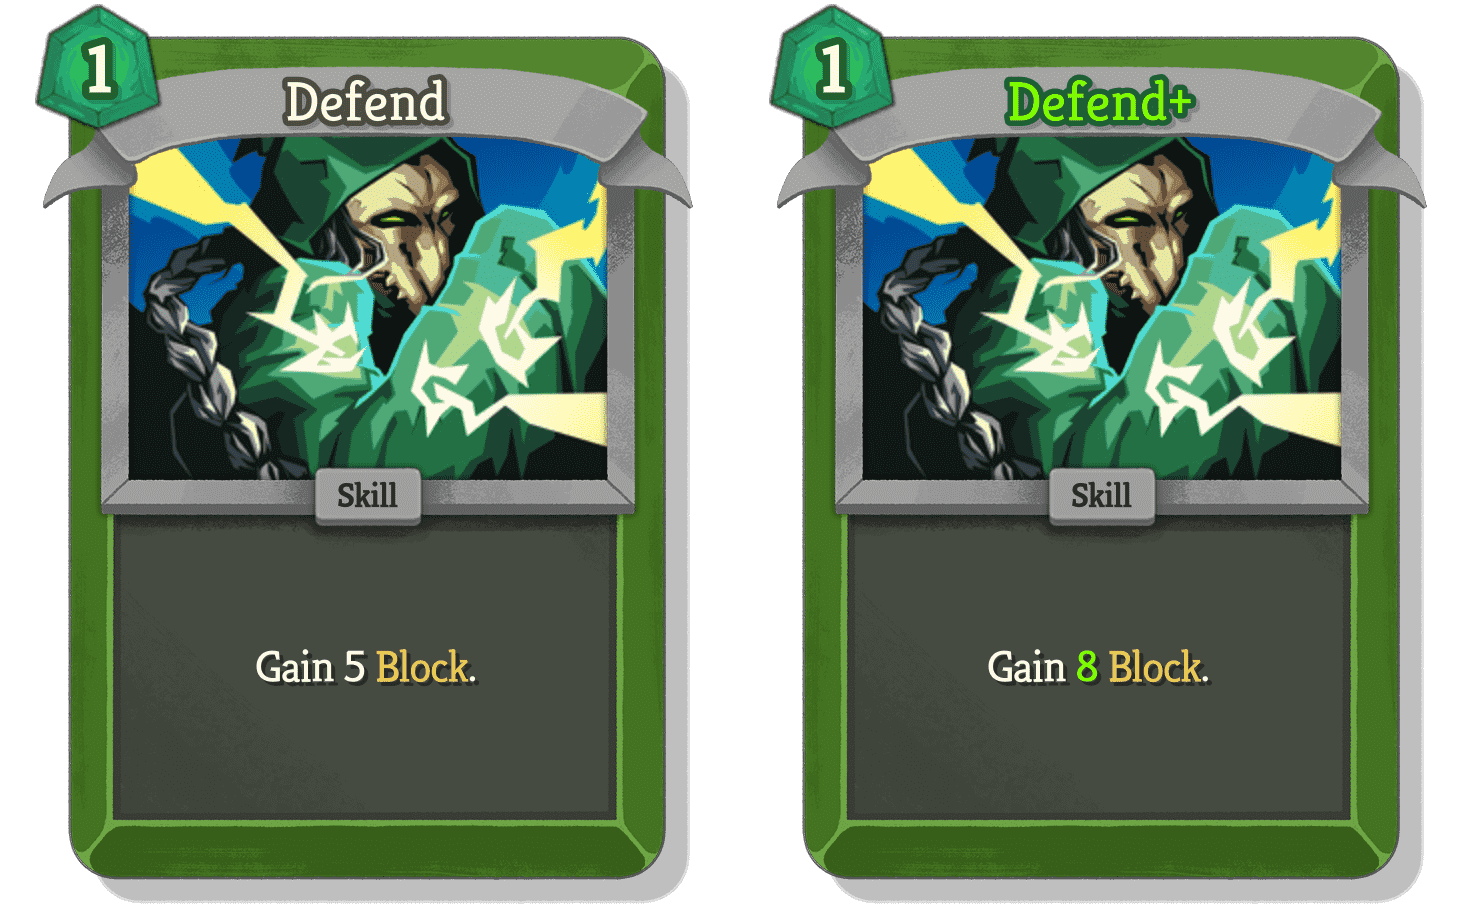 1
Defend
Skill
Gain 5 Block.
1
Defend+
Skill
Gain 8 Block.